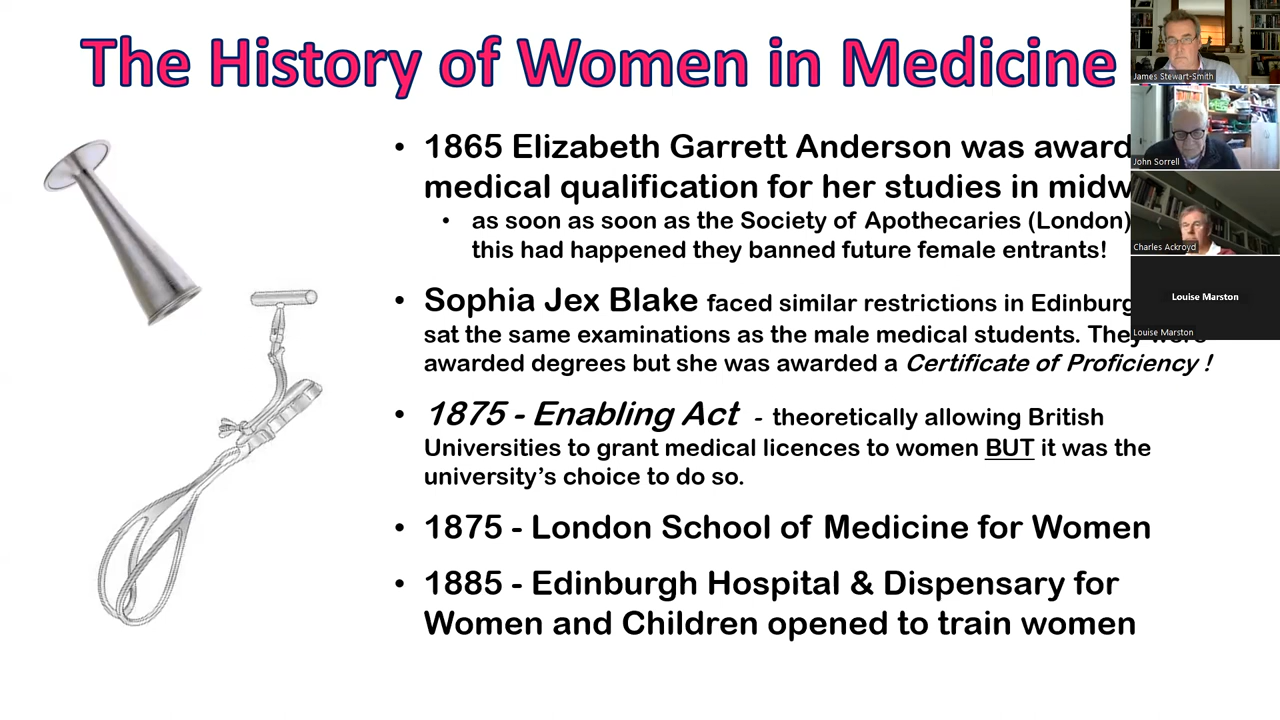 The History of Women in Medicine
• 1865 Elizabeth Garrett Anderson was award
medical qualification for her studies in midw
• as soon as soon as the Society of Apothecaries (London)
this had happened they banned future female entrants!
• Sophia Jex Blake faced similar restrictions in Edinburg
sat the same examinations as the male medical students. They were
awarded degrees but she was awarded a Certificate of Proficiency !
• 1875 - Enabling Act - theoretically allowing British
Universities to grant medical licences to women BUT it was the
university's choice to do so.
• 1875 - London School of Medicine for Women
• 1885 - Edinburgh Hospital & Dispensary for
Women and Children opened to train women
James Stewart-Smith
John Sorrell
Charles Ackroyd
Louise Marston
Louise Marston